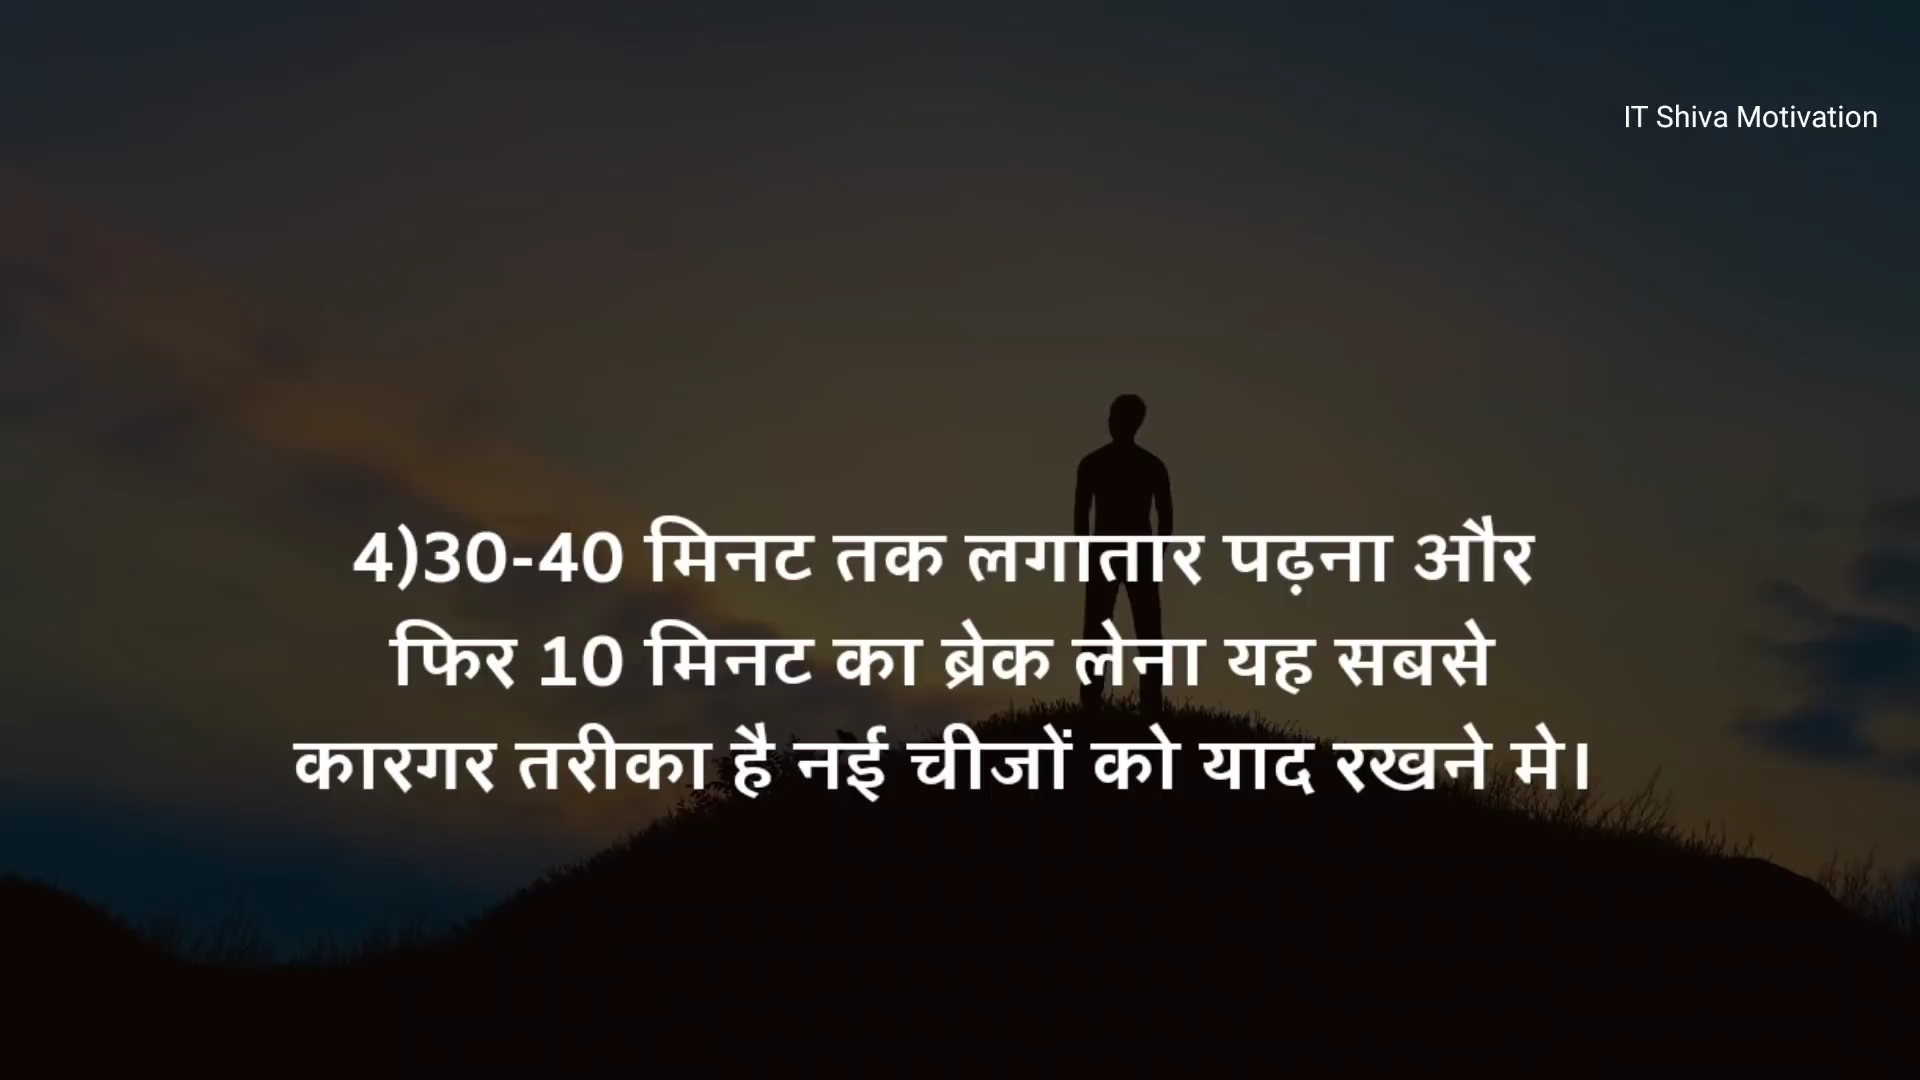 IT Shiva Motivation
4)30-40 मिनट तक लगातार पढ़ना और
फिर 10 मिनट का ब्रेक लेना यह सबसे
कारगर तरीका है नई चीजों को याद रखने मे।